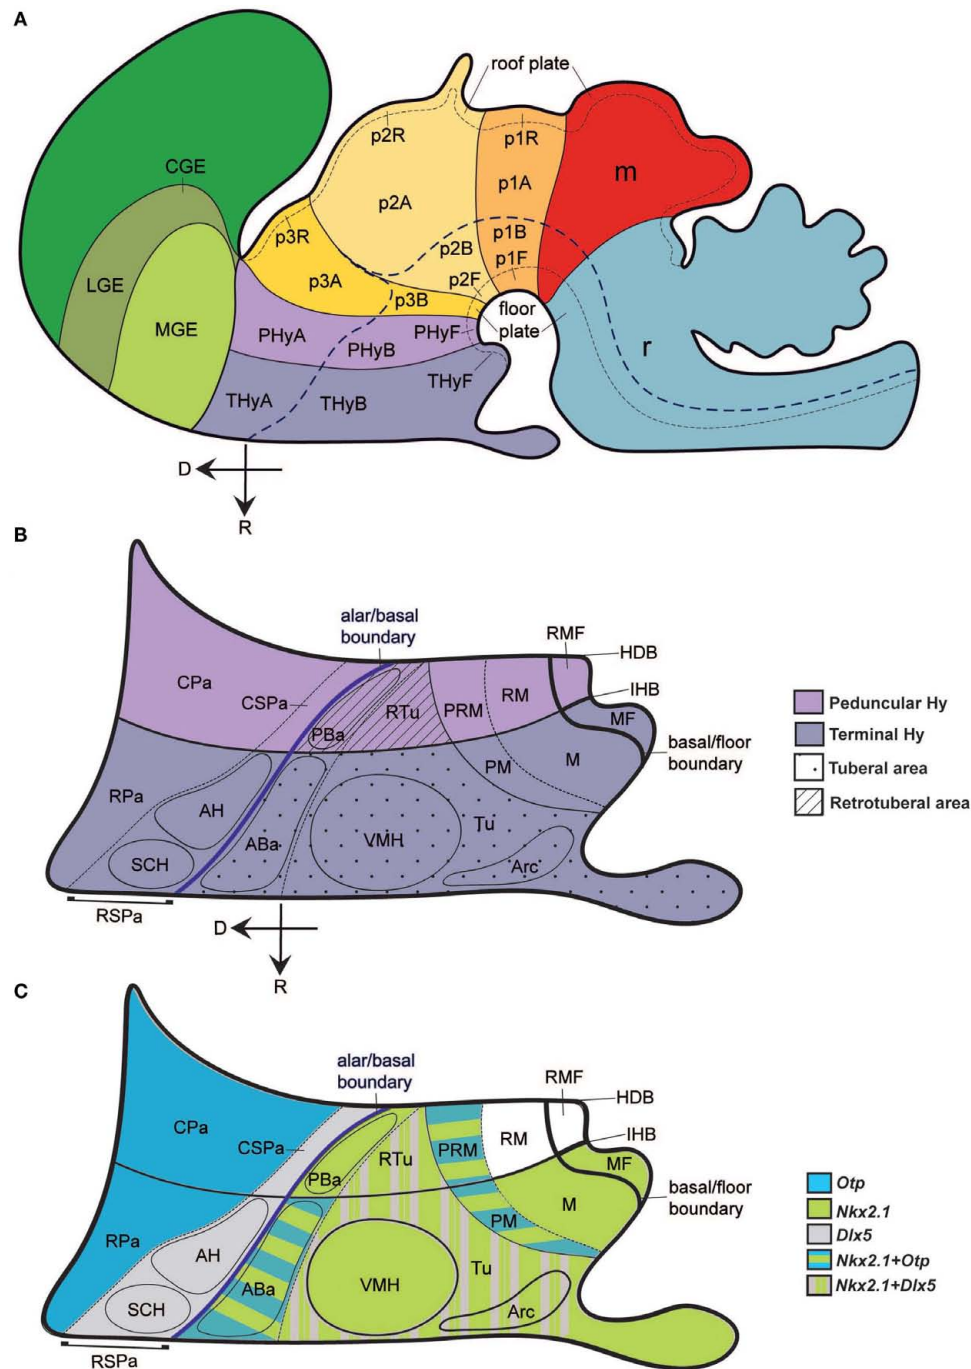 A
roof plate
p2R
p1R
CGE
m
p1A
p2A
p3R
p1B
p2B
p1F
LGE
p3A
p2F
p3B
floor
plate
MGE
PHyA
PHyB
PHyF
r
THyF
THyA
THyB
D
R
B
alar/basal
boundary
RMF
HDB
CPa
CSPa
IHB
RM
RTu
PRM
MF
PBa
basal/floor
boundary
M
PM
RPa
AH
Tu
ABa
VMH
SCH
Arc
RSPa
D
R
Peduncular Hy
Terminal Hy
Tuberal area
Retrotuberal area
C
alar/basal
boundary
RMF
HDB
CPa
IHB
CSPa
RM
PRM
RTu
MF
PBa
basal/floor
boundary
M
PM
RPa
AH
Tu
ABa
VMH
SCH
Arc
RSPa
Otp
Nkx2.1
Dlx5
Nkx2.1+Otp
Nkx2.1+Dlx5